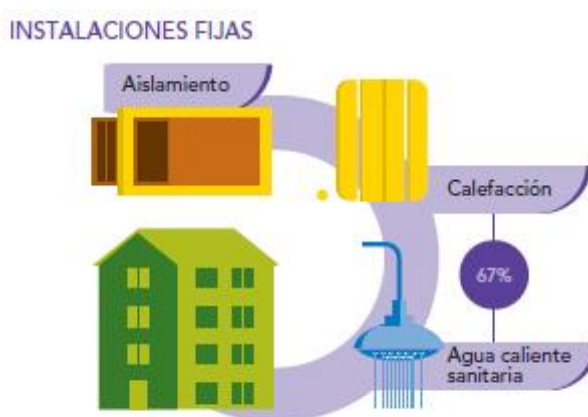 INSTALACIONES FIJAS
Aislamiento
Calefacción
67%
Agua caliente
sanitaria